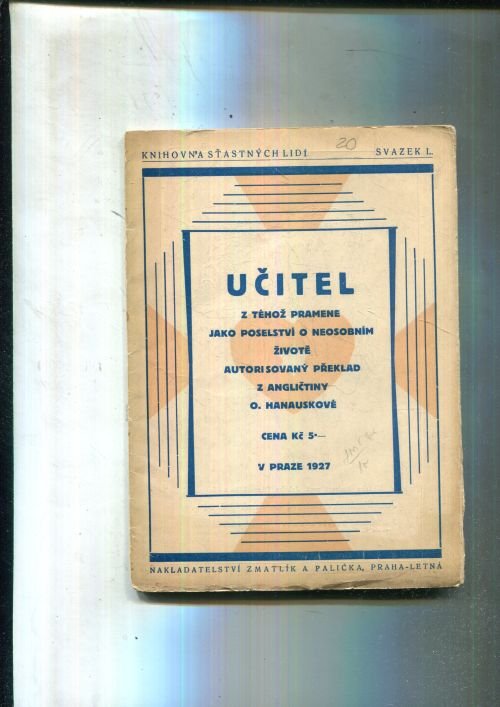 KNIHOVNA ŠŤASTNÝCH LIDÍ
20
SVAZEK L.
UČITEL
Z TÉHOŽ PRAMENE
JAKO POSELSTVÍ O NEOSOBNÍM
ŽIVOTĚ
AUTORISOVANÝ PŘEKLAD
Z ANGLIČTINY
O. HANAUSKOVÉ
CENA Kč 5·—
V PRAZE 1927
NAKLADATELSTVÍ ZMATLÍK A PALIČKA, PRAHA-LETNÁ